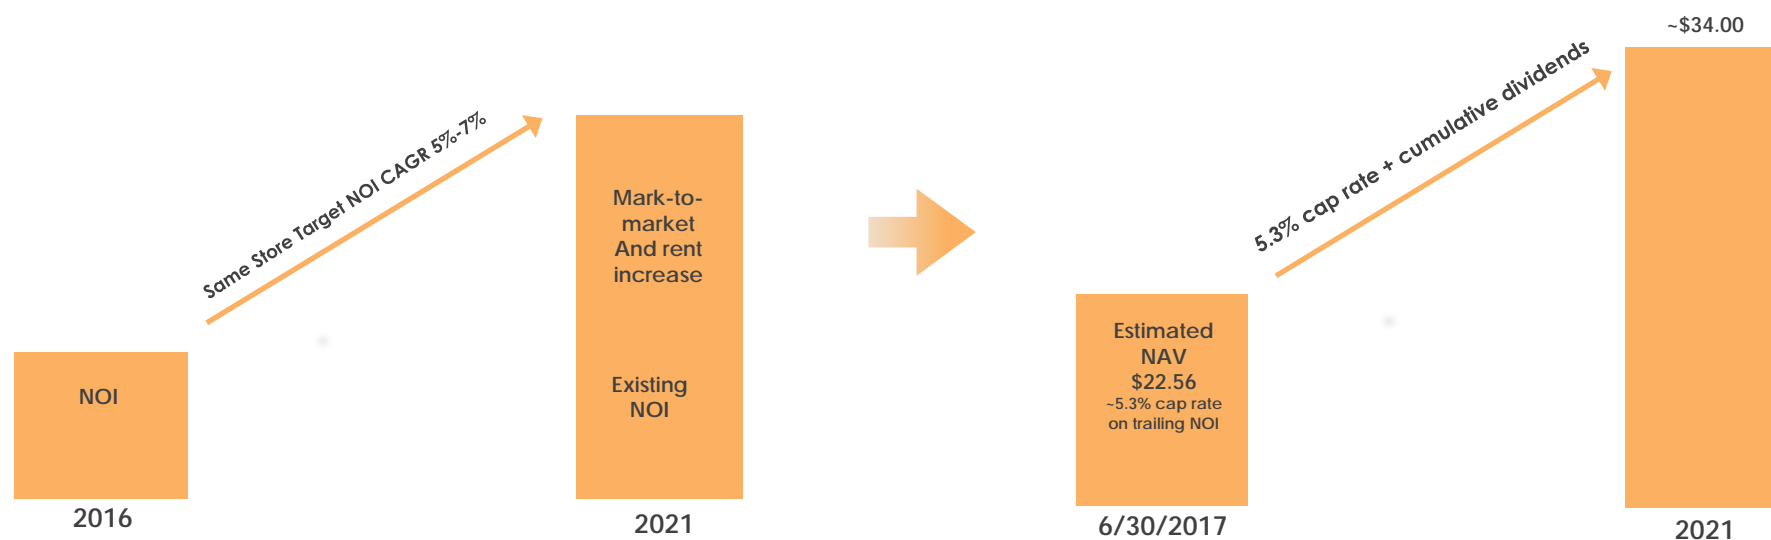 Same Store Target NOI CAGR 5%-7%
NOI
2016
Mark-to-
market
And rent
increase
Existing
NOI
2021
5.3% cap rate + cumulative dividends
Estimated
NAV
$22.56
~5.3% cap rate
on trailing NOI
6/30/2017
~$34.00
2021